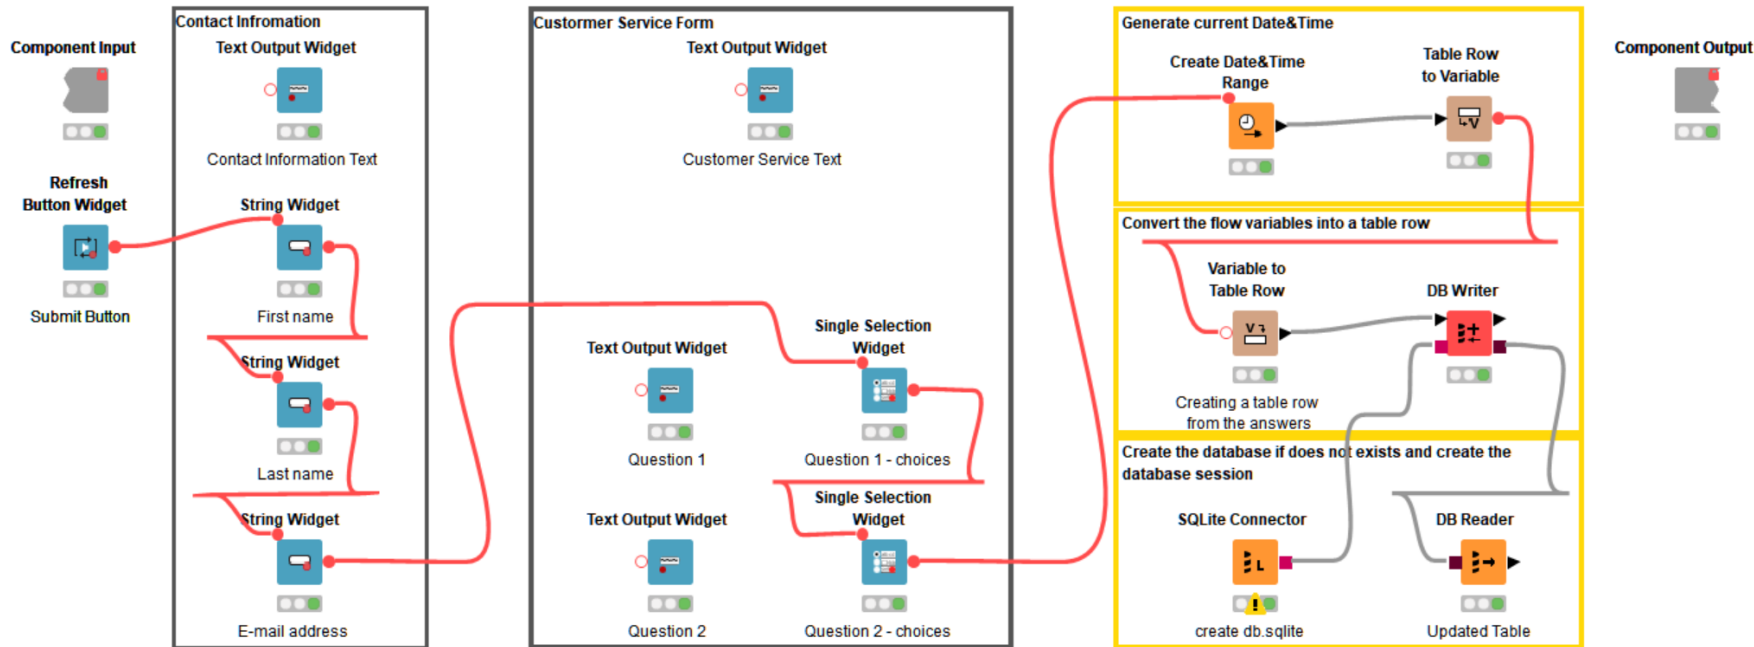 Component Input
Refresh
Button Widget
Submit Button
Contact Infromation
Text Output Widget
Contact Information Text
String Widget
First name
String Widget
Last name
String Widget
E-mail address
Custormer Service Form
Text Output Widget
Customer Service Text
Text Output Widget
Question 1
Single Selection
Widget
Question 1 - choices
Text Output Widget
Question 2
Single Selection
Widget
Question 2 - choices
Generate current Date&Time
Create Date&Time
Range
Table Row
to Variable
Convert the flow variables into a table row
Variable to
Table Row
Creating a table row
from the answers
DB Writer
Create the database if does not exists and create the
database session
SQLite Connector
create db.sqlite
DB Reader
Updated Table
Component Output